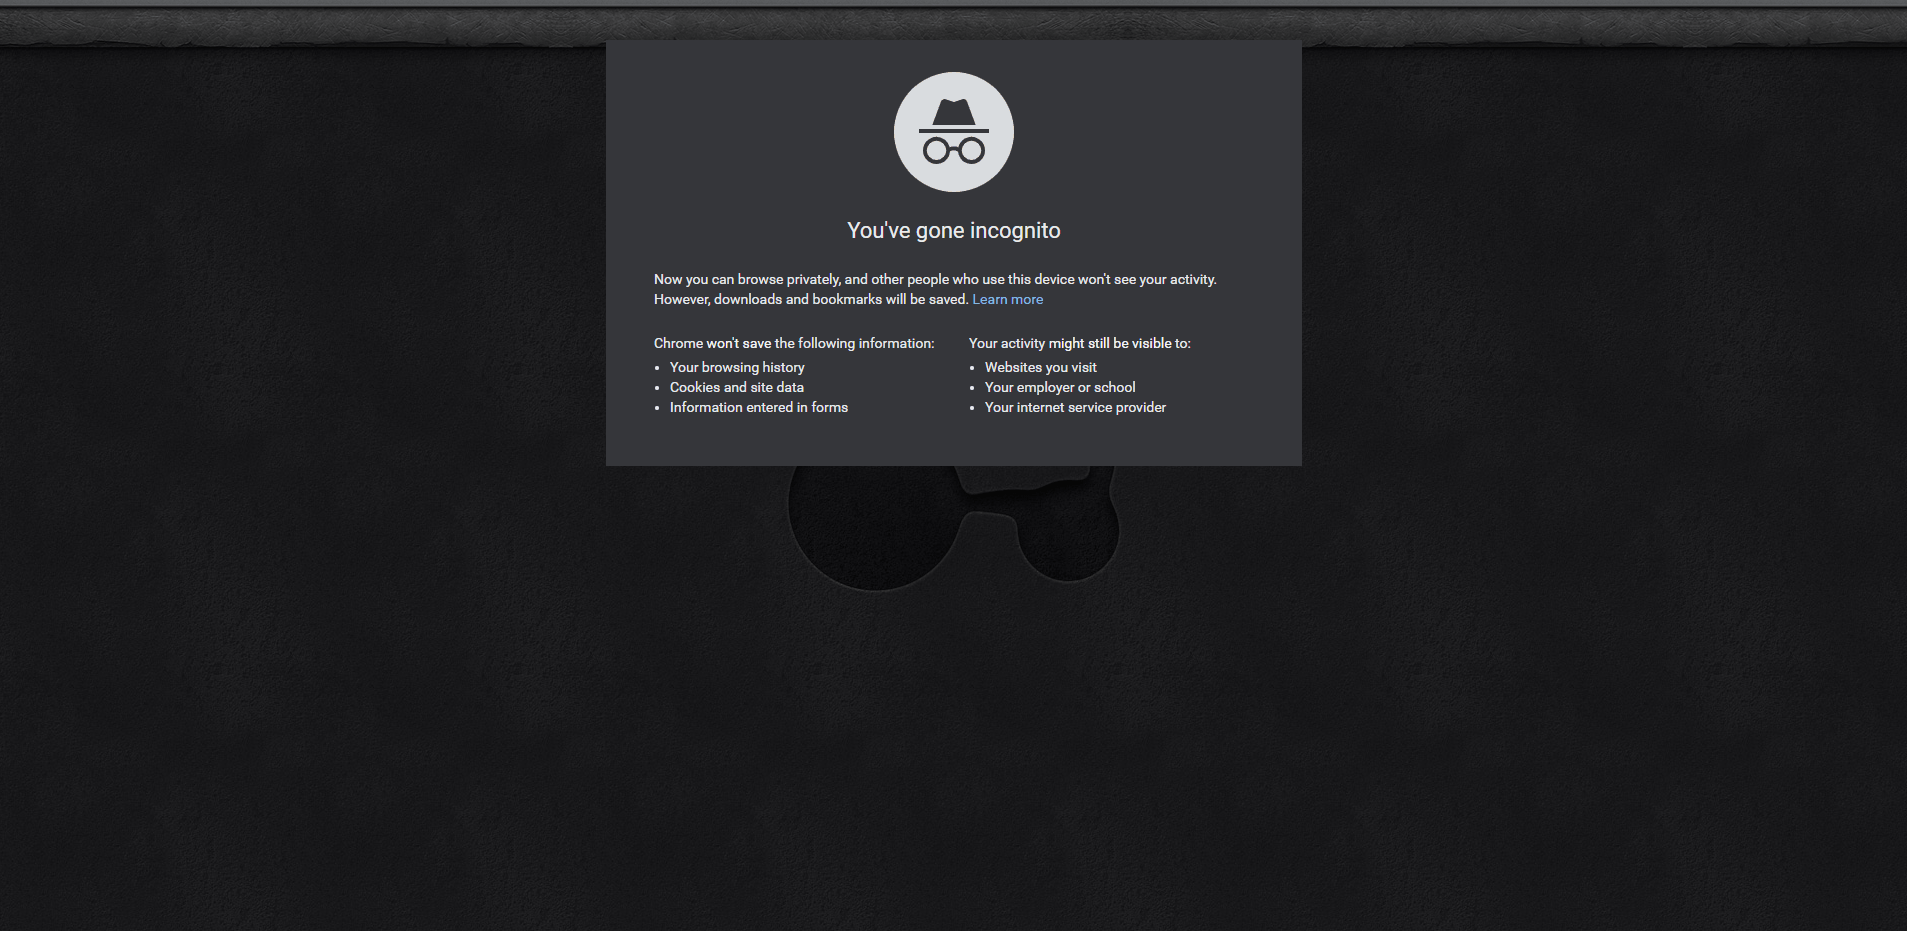 You've gone incognito
Now you can browse privately, and other people who use this device won't see your activity.
However, downloads and bookmarks will be saved. Learn more
Chrome won't save the following information:
Your browsing history
Cookies and site data
Information entered in forms
Your activity might still be visible to:
Websites you visit
Your employer or school
Your internet service provider